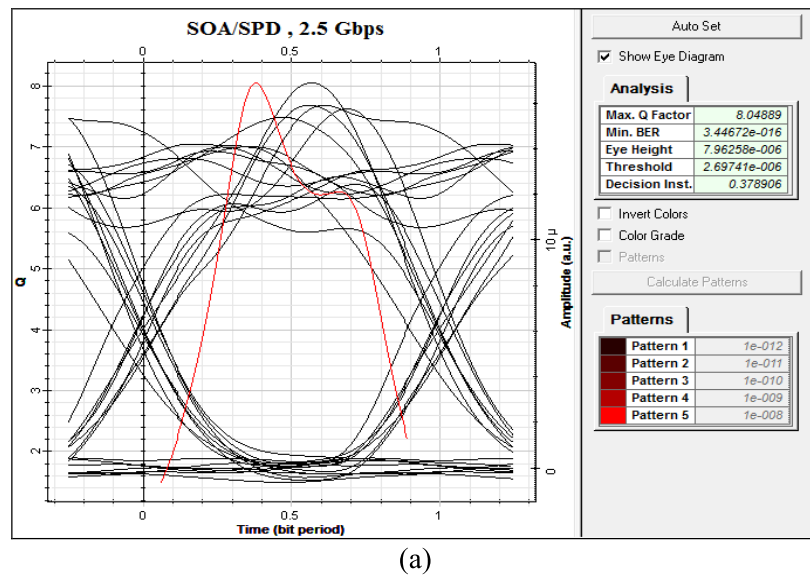 SOA/SPD , 2.5 Gbps
0 0.5 1
8
7
6
5
4
3
2
Q
10 µ
0
Amplitude (a.u.)
0 0.5 1
Time (bit period)
Auto Set
Show Eye Diagram
Analysis
Max. Q Factor 8.04889
Min. BER 3.44672e-016
Eye Height 7.96258e-006
Threshold 2.69741e-006
Decision Inst. 0.378906
Invert Colors
Color Grade
Patterns
Calculate Patterns
Patterns
Pattern 1 1e-012
Pattern 2 1e-011
Pattern 3 1e-010
Pattern 4 1e-009
Pattern 5 1e-008
(a)